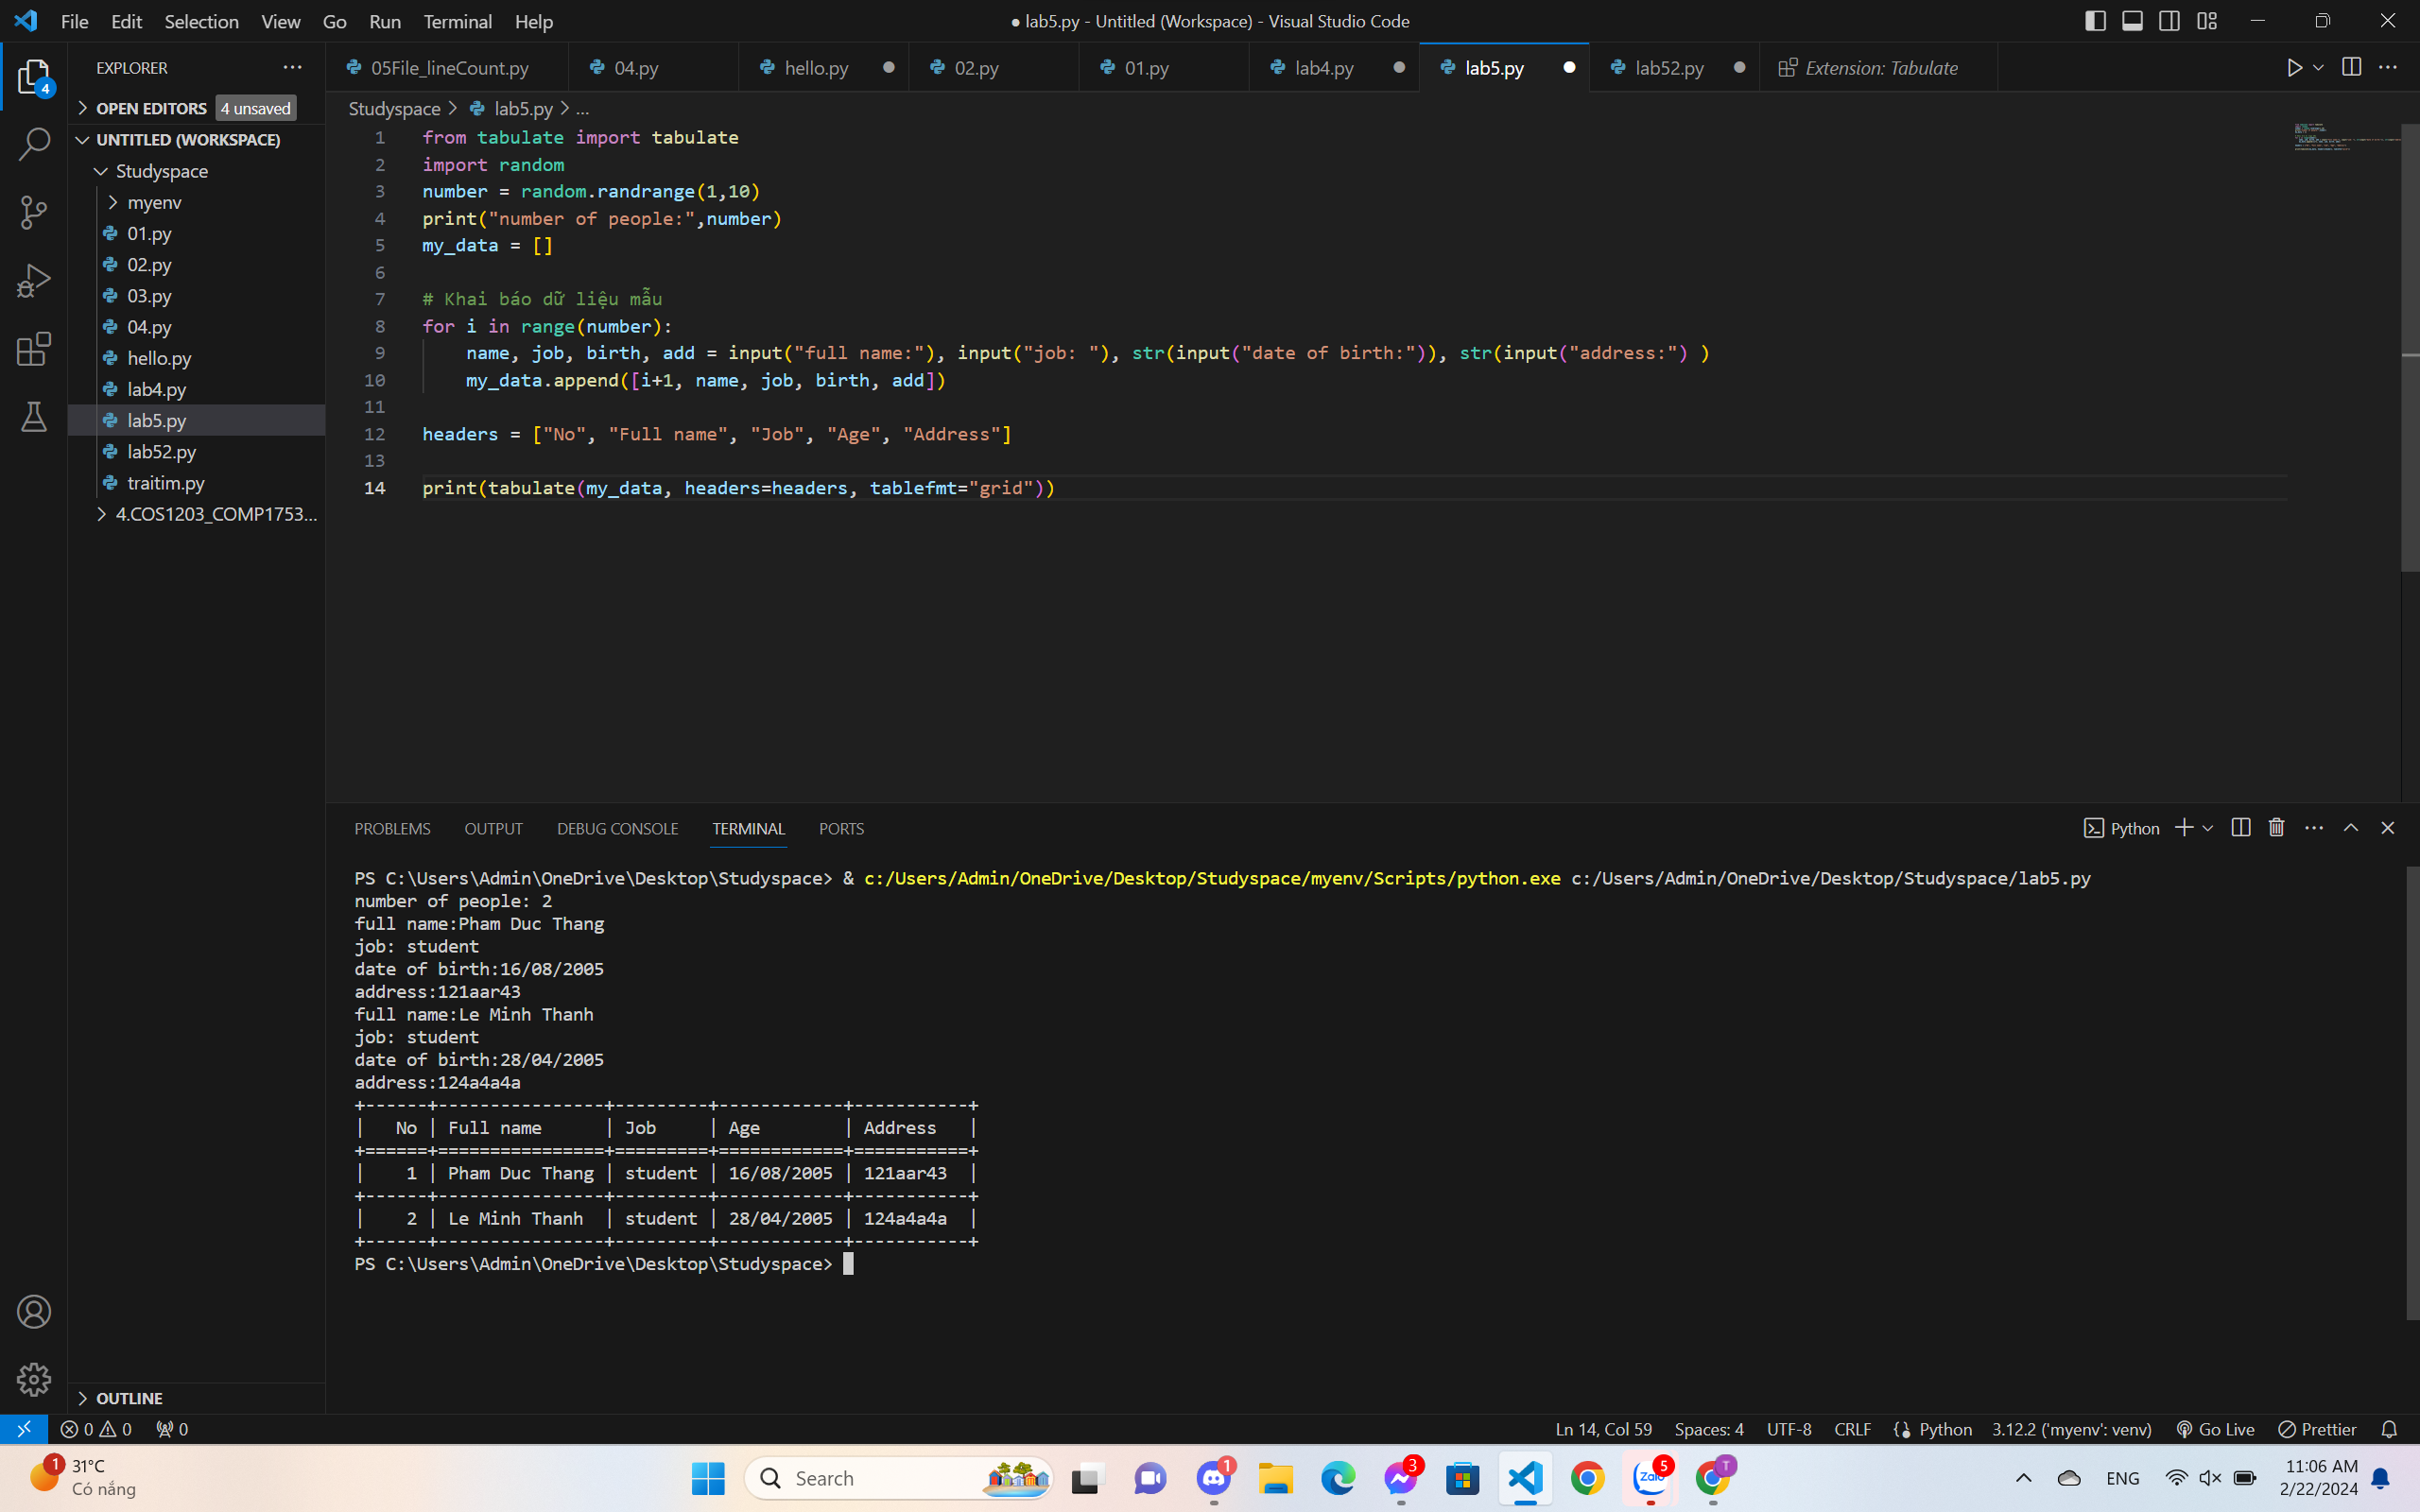 File Edit Selection View Go Run Terminal Help
● lab5.py - Untitled (Workspace) - Visual Studio Code
4
EXPLORER ...
05File_lineCount.py 04.py hello.py 02.py 01.py lab4.py lab5.py lab52.py Extension: Tabulate
OPEN EDITORS 4 unsaved
UNTITLED (WORKSPACE)
Studyspace
myenv
01.py
02.py
03.py
04.py
hello.py
lab4.py
lab5.py
lab52.py
traitim.py
4.COS1203_COMP1753...
OUTLINE
Studyspace > lab5.py > ...
1 from tabulate import tabulate
2 import random
3 number = random.randrange(1,10)
4 print("number of people:",number)
5 my_data = []
6
7 # Khai báo dữ liệu mẫu
8 for i in range(number):
9 name, job, birth, add = input("full name:"), input("job: "), str(input("date of birth:")), str(input("address:") )
10 my_data.append([i+1, name, job, birth, add])
11
12 headers = ["No", "Full name", "Job", "Age", "Address"]
13
14 print(tabulate(my_data, headers=headers, tablefmt="grid"))
PROBLEMS OUTPUT DEBUG CONSOLE TERMINAL PORTS
Python
PS C:\Users\Admin\OneDrive\Desktop\Studyspace> & c:/Users/Admin/OneDrive/Desktop/Studyspace/myenv/Scripts/python.exe c:/Users/Admin/OneDrive/Desktop/Studyspace/lab5.py
number of people: 2
full name:Pham Duc Thang
job: student
date of birth:16/08/2005
address:121aar43
full name:Le Minh Thanh
job: student
date of birth:28/04/2005
address:124a4a4a
+------+----------------+---------+------------+-----------+
|   No | Full name      | Job     | Age        | Address   |
+======+================+=========+============+===========+
|    1 | Pham Duc Thang | student | 16/08/2005 | 121aar43  |
+------+----------------+---------+------------+-----------+
|    2 | Le Minh Thanh  | student | 28/04/2005 | 124a4a4a  |
+------+----------------+---------+------------+-----------+
PS C:\Users\Admin\OneDrive\Desktop\Studyspace>
0 0 0
Ln 14, Col 59 Spaces: 4 UTF-8 CRLF Python 3.12.2 ('myenv': venv) Go Live Prettier
1 31°C
Có nắng
Search
1 3 Zalo 5 T
ENG
11:06 AM
2/22/2024